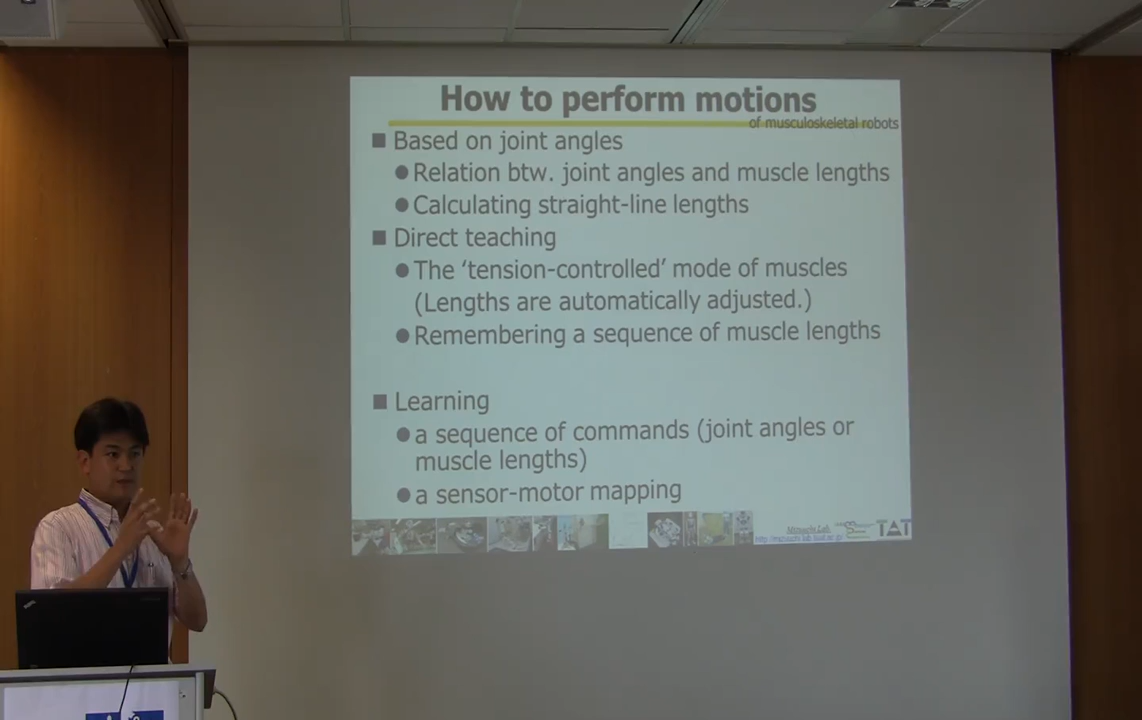 How to perform motions
of musculoskeletal robots
Based on joint angles
Relation btw. joint angles and muscle lengths
Calculating straight-line lengths
Direct teaching
The ‘tension-controlled’ mode of muscles
(Lengths are automatically adjusted.)
Remembering a sequence of muscle lengths
Learning
a sequence of commands (joint angles or
muscle lengths)
a sensor-motor mapping
Mizuuchi Lab.
TAT